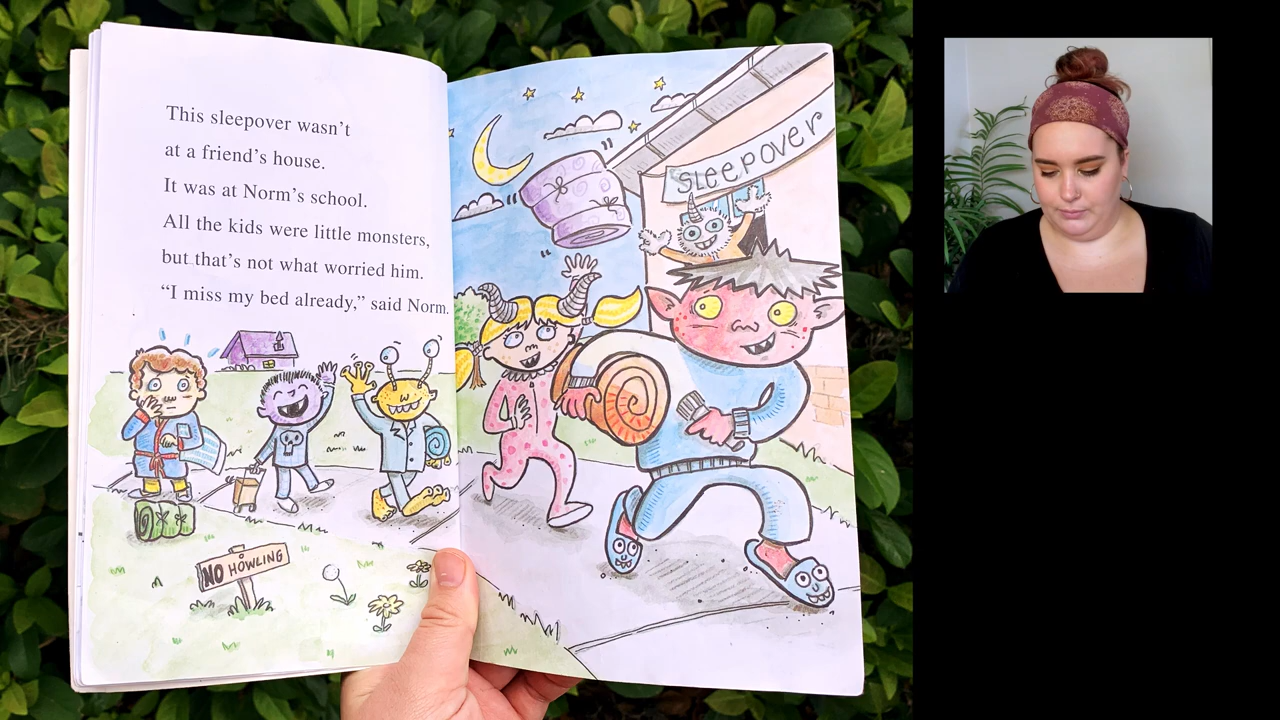 This sleepover wasn't
at a friend's house.
It was at Norm's school.
All the kids were little monsters,
but that's not what worried him.
“I miss my bed already,” said Norm.
NO HOWLING
SLEEPOVER